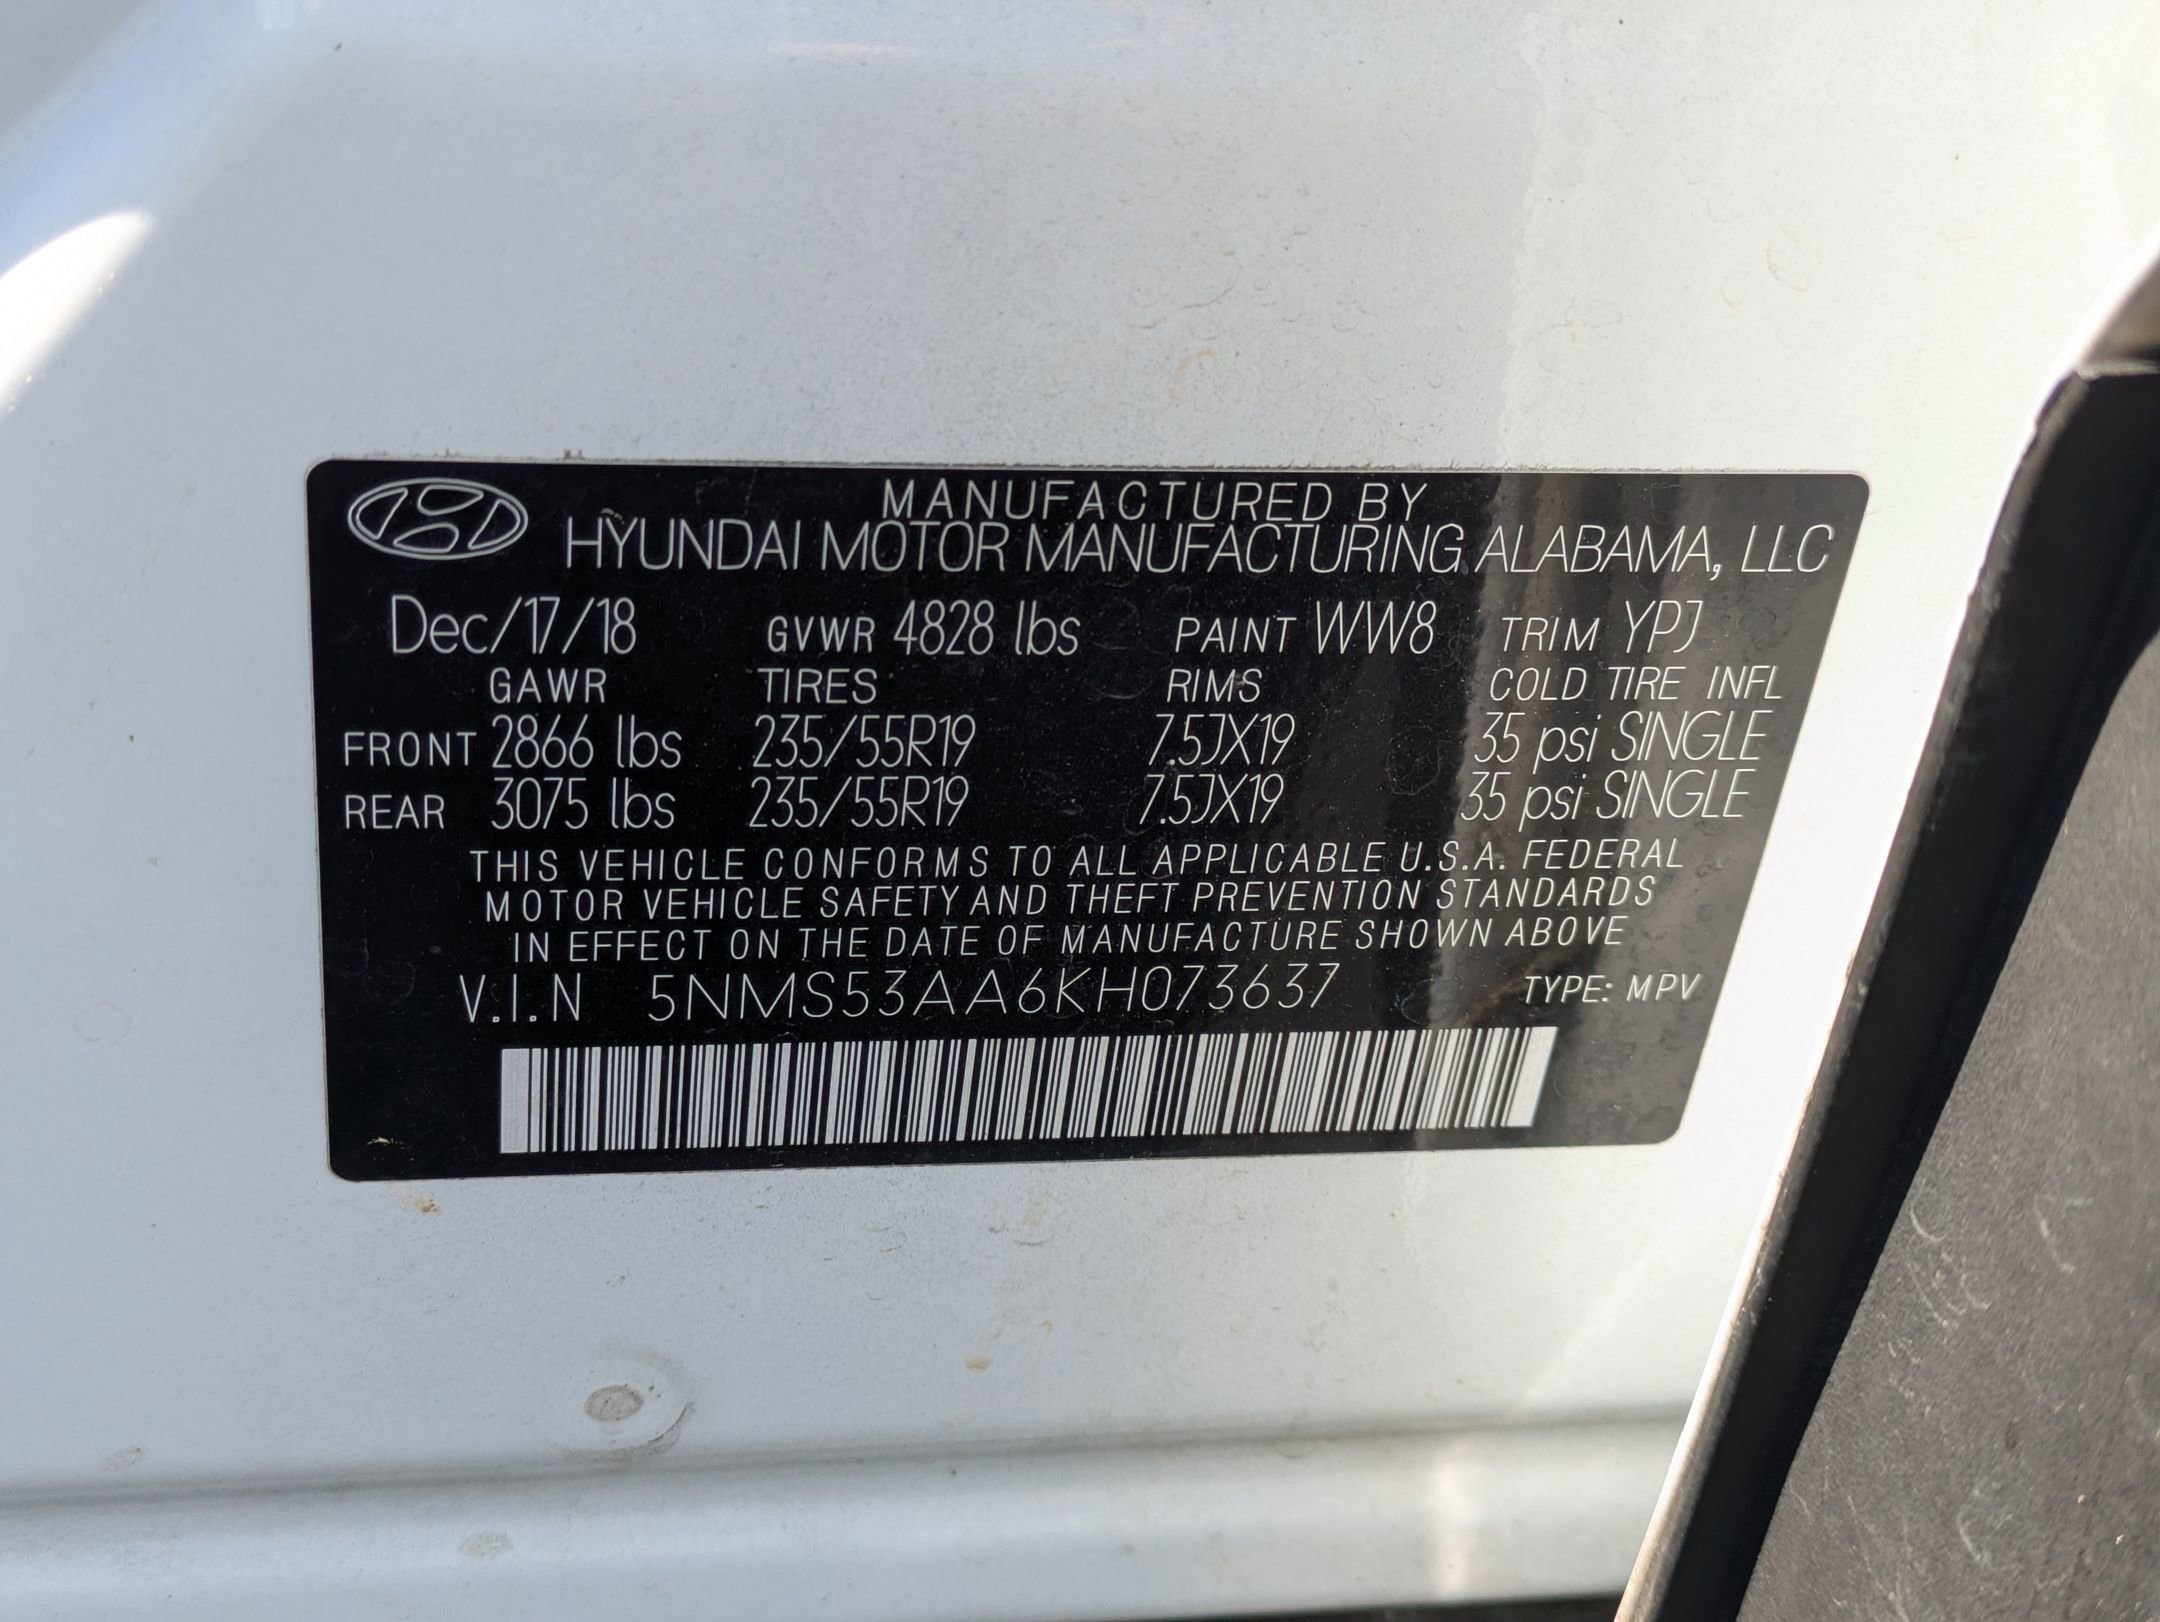 MANUFACTURED BY
HYUNDAI MOTOR MANUFACTURING ALABAMA, LLC
Dec/17/18 GVWR 4828 lbs PAINT WW8 TRIM YPJ
GAWR TIRES RIMS COLD TIRE INFL
FRONT 2866 lbs 235/55R19 7.5JX19 35 psi SINGLE
REAR 3075 lbs 235/55R19 7.5JX19 35 psi SINGLE
THIS VEHICLE CONFORMS TO ALL APPLICABLE U.S.A. FEDERAL
MOTOR VEHICLE SAFETY AND THEFT PREVENTION STANDARDS
IN EFFECT ON THE DATE OF MANUFACTURE SHOWN ABOVE
V.I.N 5NMS53AA6KH073637 TYPE: MPV